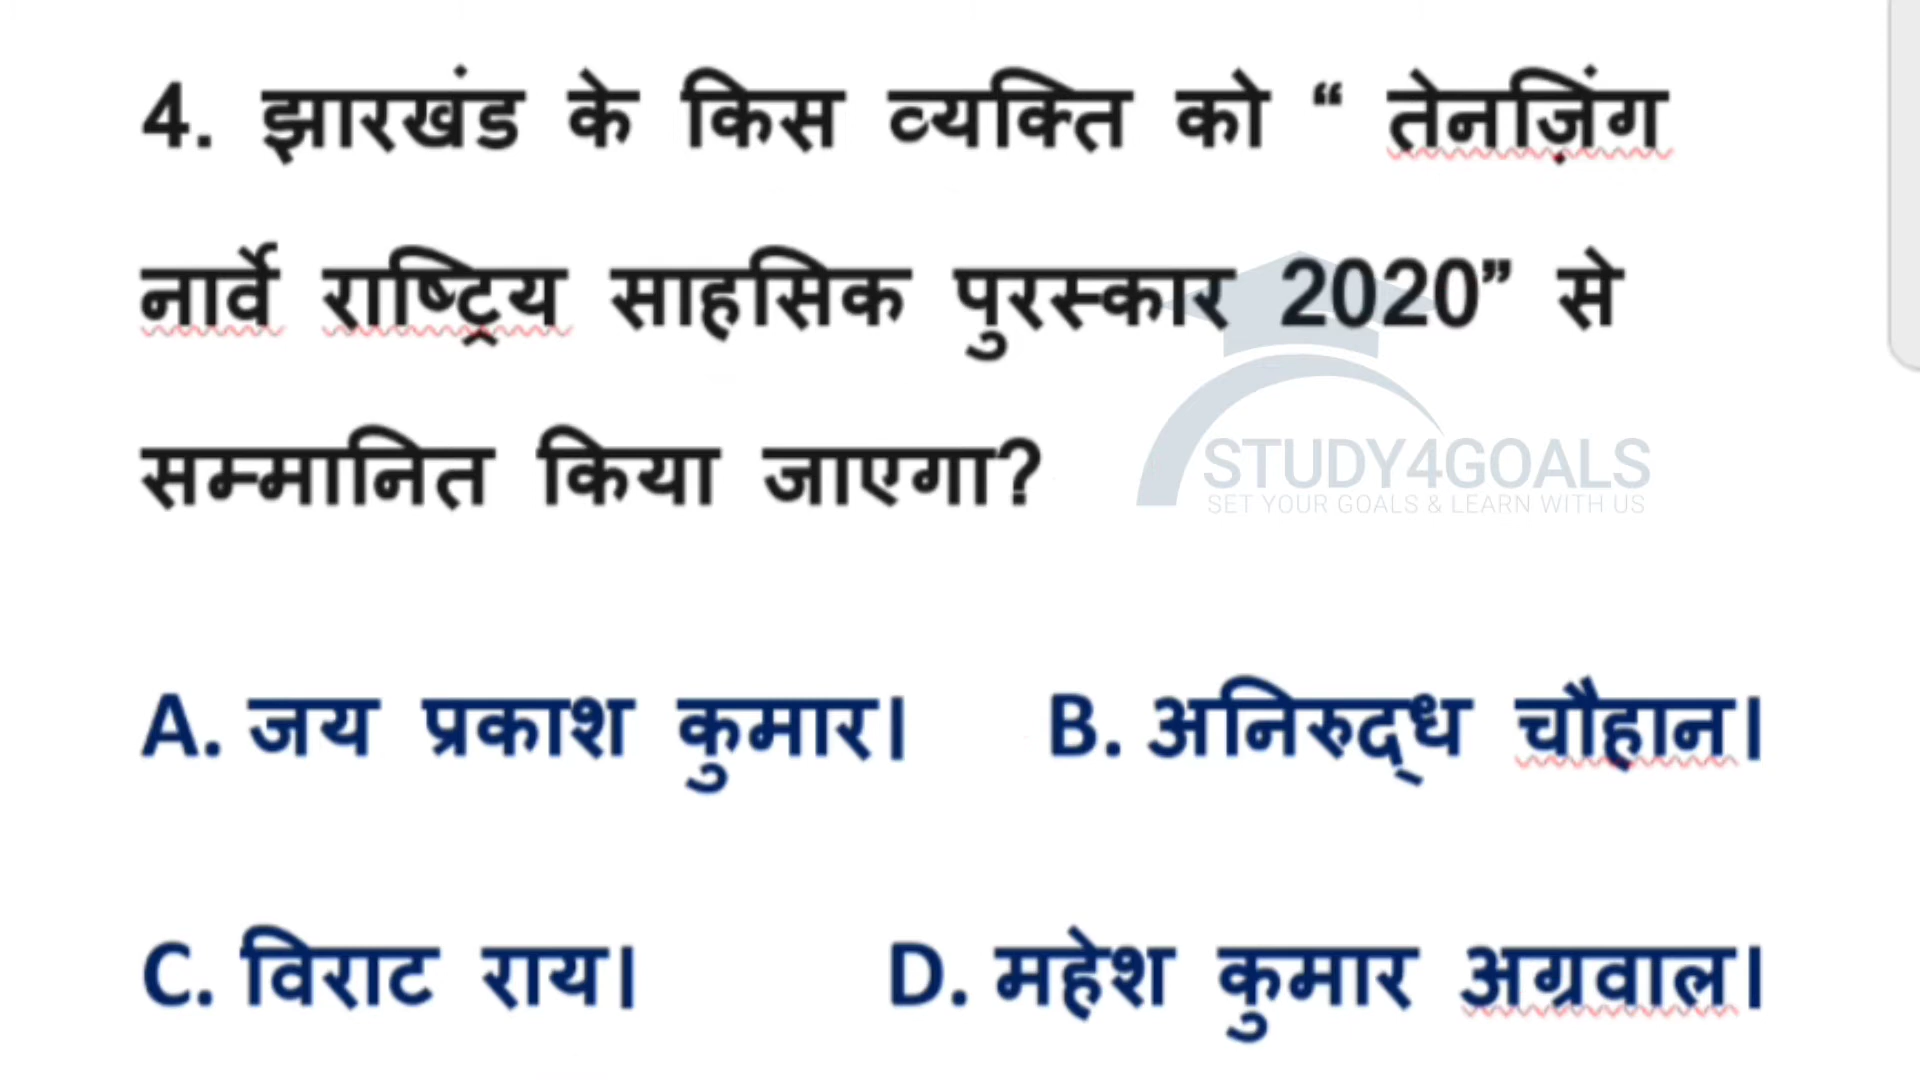 4. झारखंड के किस व्यक्ति को “ तेनज़िंग
नार्वे राष्ट्रिय साहसिक पुरस्कार 2020” से
सम्मानित किया जाएगा?
STUDY4GOALS
SET YOUR GOALS & LEARN WITH US
A. जय प्रकाश कुमार। B. अनिरुद्ध चौहान।
C. विराट राय। D. महेश कुमार अग्रवाल।